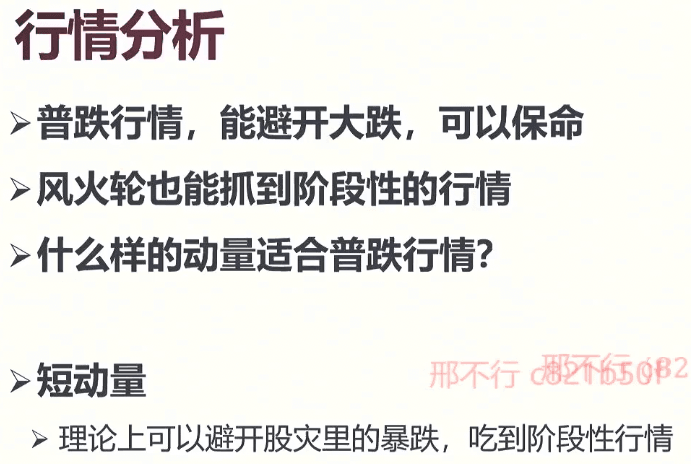 行情分析
普跌行情，能避开大跌，可以保命
风火轮也能抓到阶段性的行情
什么样的动量适合普跌行情？
短动量
邢不行 c821b50f
邢不行 c82
理论上可以避开股灾里的暴跌，吃到阶段性行情